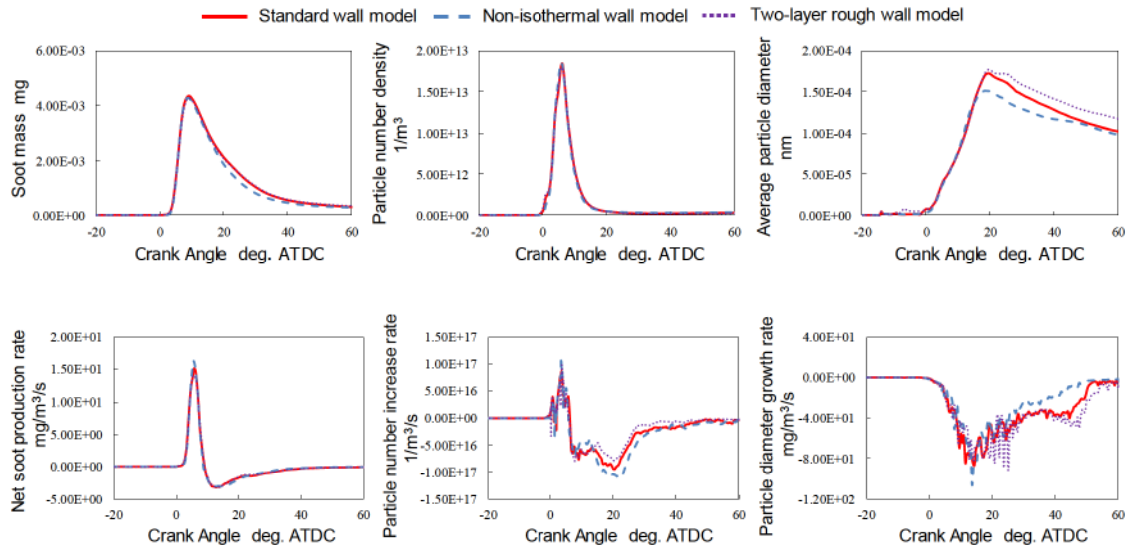 Standard wall model Non-isothermal wall model Two-layer rough wall model
Soot mass mg
6.00E-03
4.00E-03
2.00E-03
0.00E+00
-20 0 20 40 60
Crank Angle deg. ATDC
Particle number density
1/m³
2.00E+13
1.50E+13
1.00E+13
5.00E+12
0.00E+00
-20 0 20 40 60
Crank Angle deg. ATDC
Average particle diameter
nm
2.00E-04
1.50E-04
1.00E-04
5.00E-05
0.00E+00
-20 0 20 40 60
Crank Angle deg. ATDC
Net soot production rate
mg/m³/s
2.00E+01
1.50E+01
1.00E+01
5.00E+00
0.00E+00
-5.00E+00
-20 0 20 40 60
Crank Angle deg. ATDC
Particle number increase rate
1/m³/s
1.50E+17
1.00E+17
5.00E+16
0.00E+00
-5.00E+16
-1.00E+17
-1.50E+17
-20 0 20 40 60
Crank Angle deg. ATDC
Particle diameter growth rate
mg/m³/s
4.00E+01
0.00E+00
-4.00E+01
-8.00E+01
-1.20E+02
-20 0 20 40 60
Crank Angle deg. ATDC